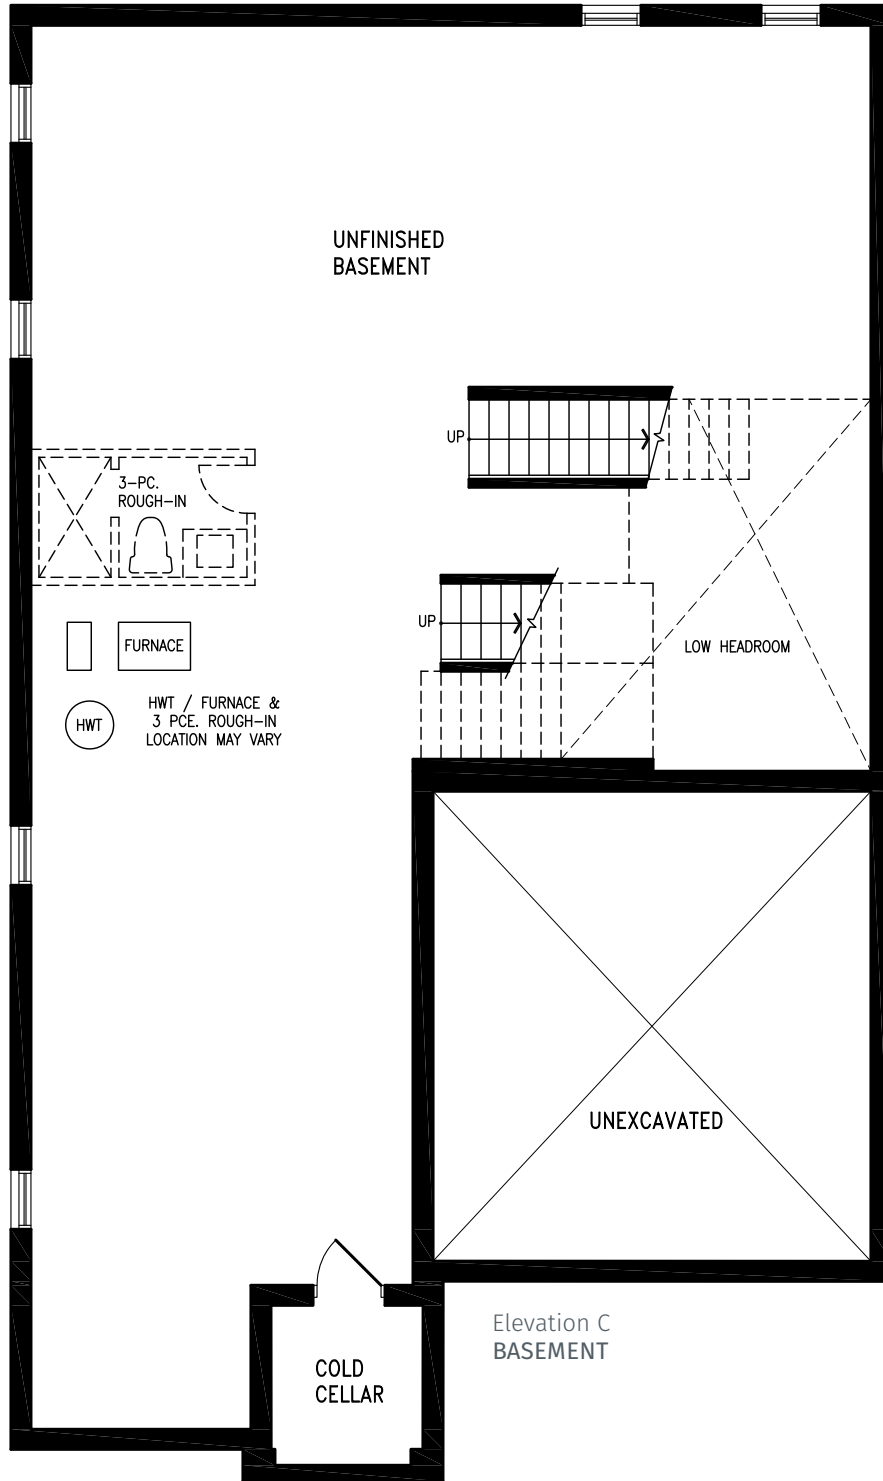 UNFINISHED
BASEMENT
UP
3-PC.
ROUGH-IN
UP
FURNACE
LOW HEADROOM
HWT
HWT / FURNACE &
3 PCE. ROUGH-IN
LOCATION MAY VARY
UNEXCAVATED
Elevation C
BASEMENT
COLD
CELLAR